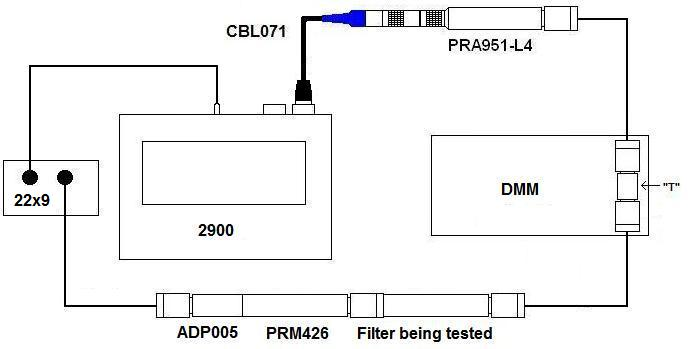 CBL071
PRA951-L4
22x9
2900
DMM
"T"
ADP005 PRM426 Filter being tested